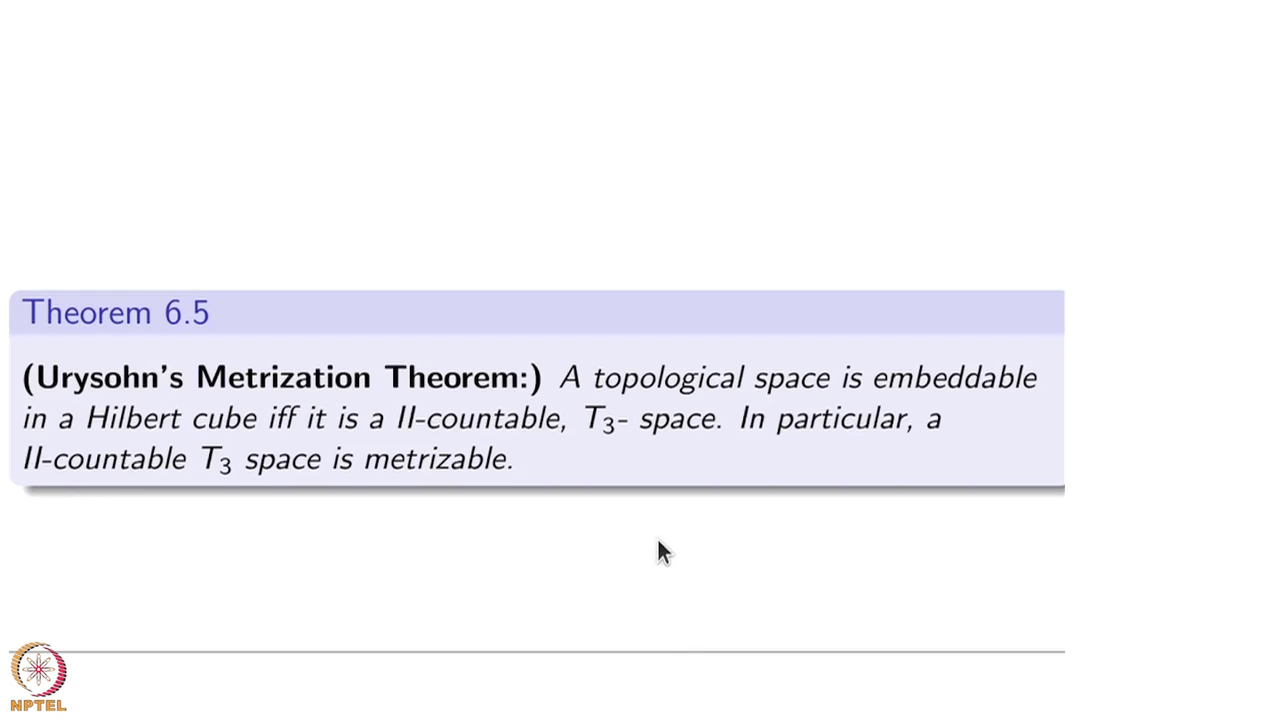 Theorem 6.5
(Urysohn's Metrization Theorem:) A topological space is embeddable
in a Hilbert cube iff it is a II-countable, T₃- space. In particular, a
II-countable T₃ space is metrizable.
NPTEL